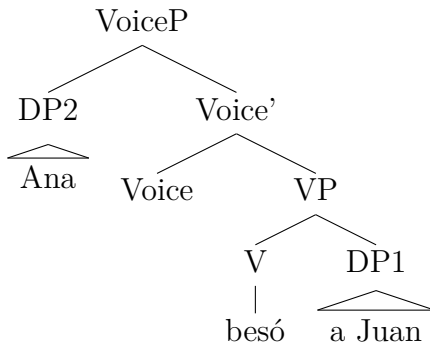 VoiceP
DP2 Voice'
Ana Voice VP
V DP1
besó a Juan